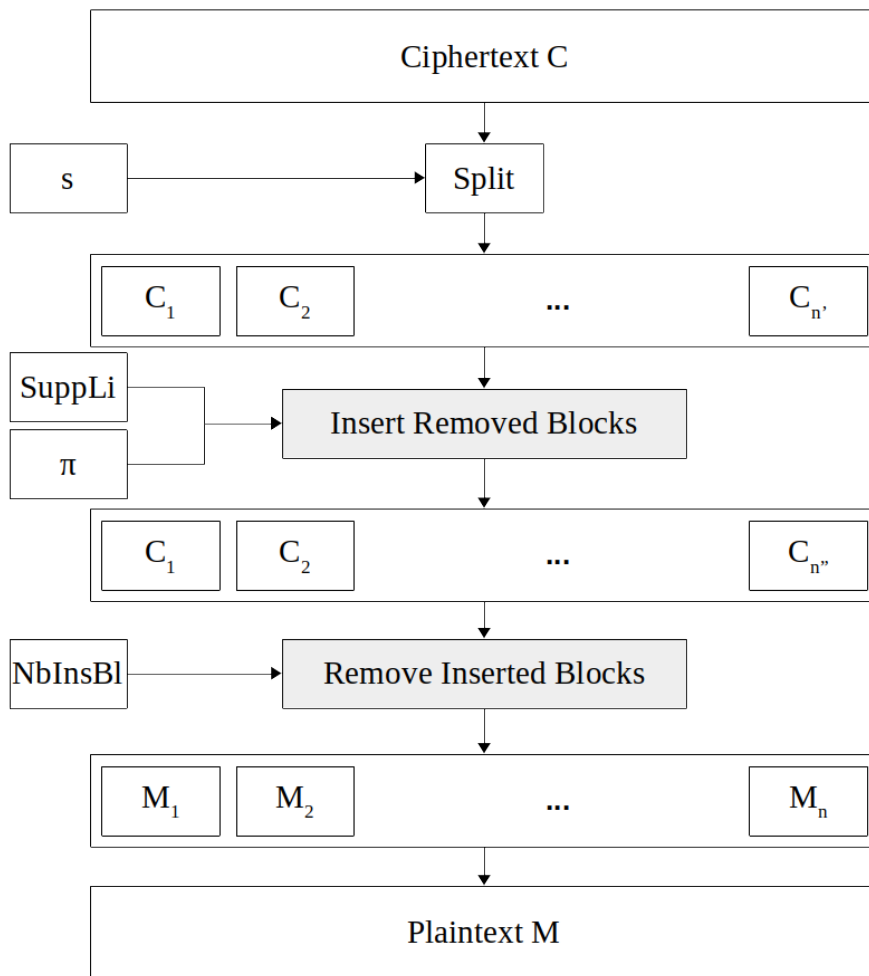 Ciphertext C
s
Split
C1 C2 ... Cn'
SuppLi
Insert Removed Blocks
π
C1 C2 ... Cn”
NbInsBl
Remove Inserted Blocks
M1 M2 ... Mn
Plaintext M